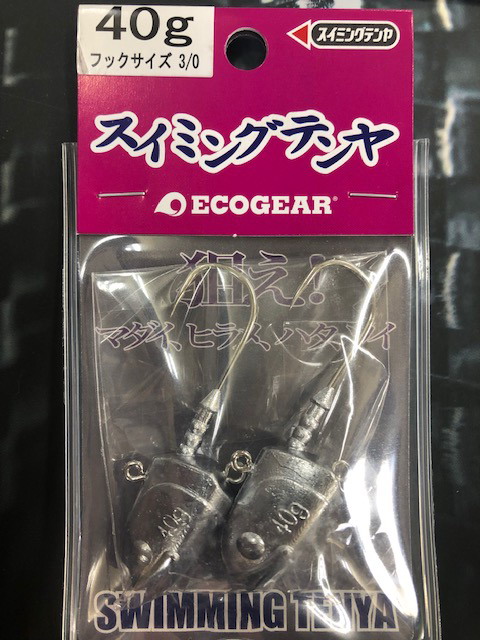 40g
フックサイズ 3/0
スイミングテンヤ
スイミングテンヤ
ECOGEAR®
狙え!
マダイ、ヒラメ、ハタ、
40g
40g
SWIMMING TENYA